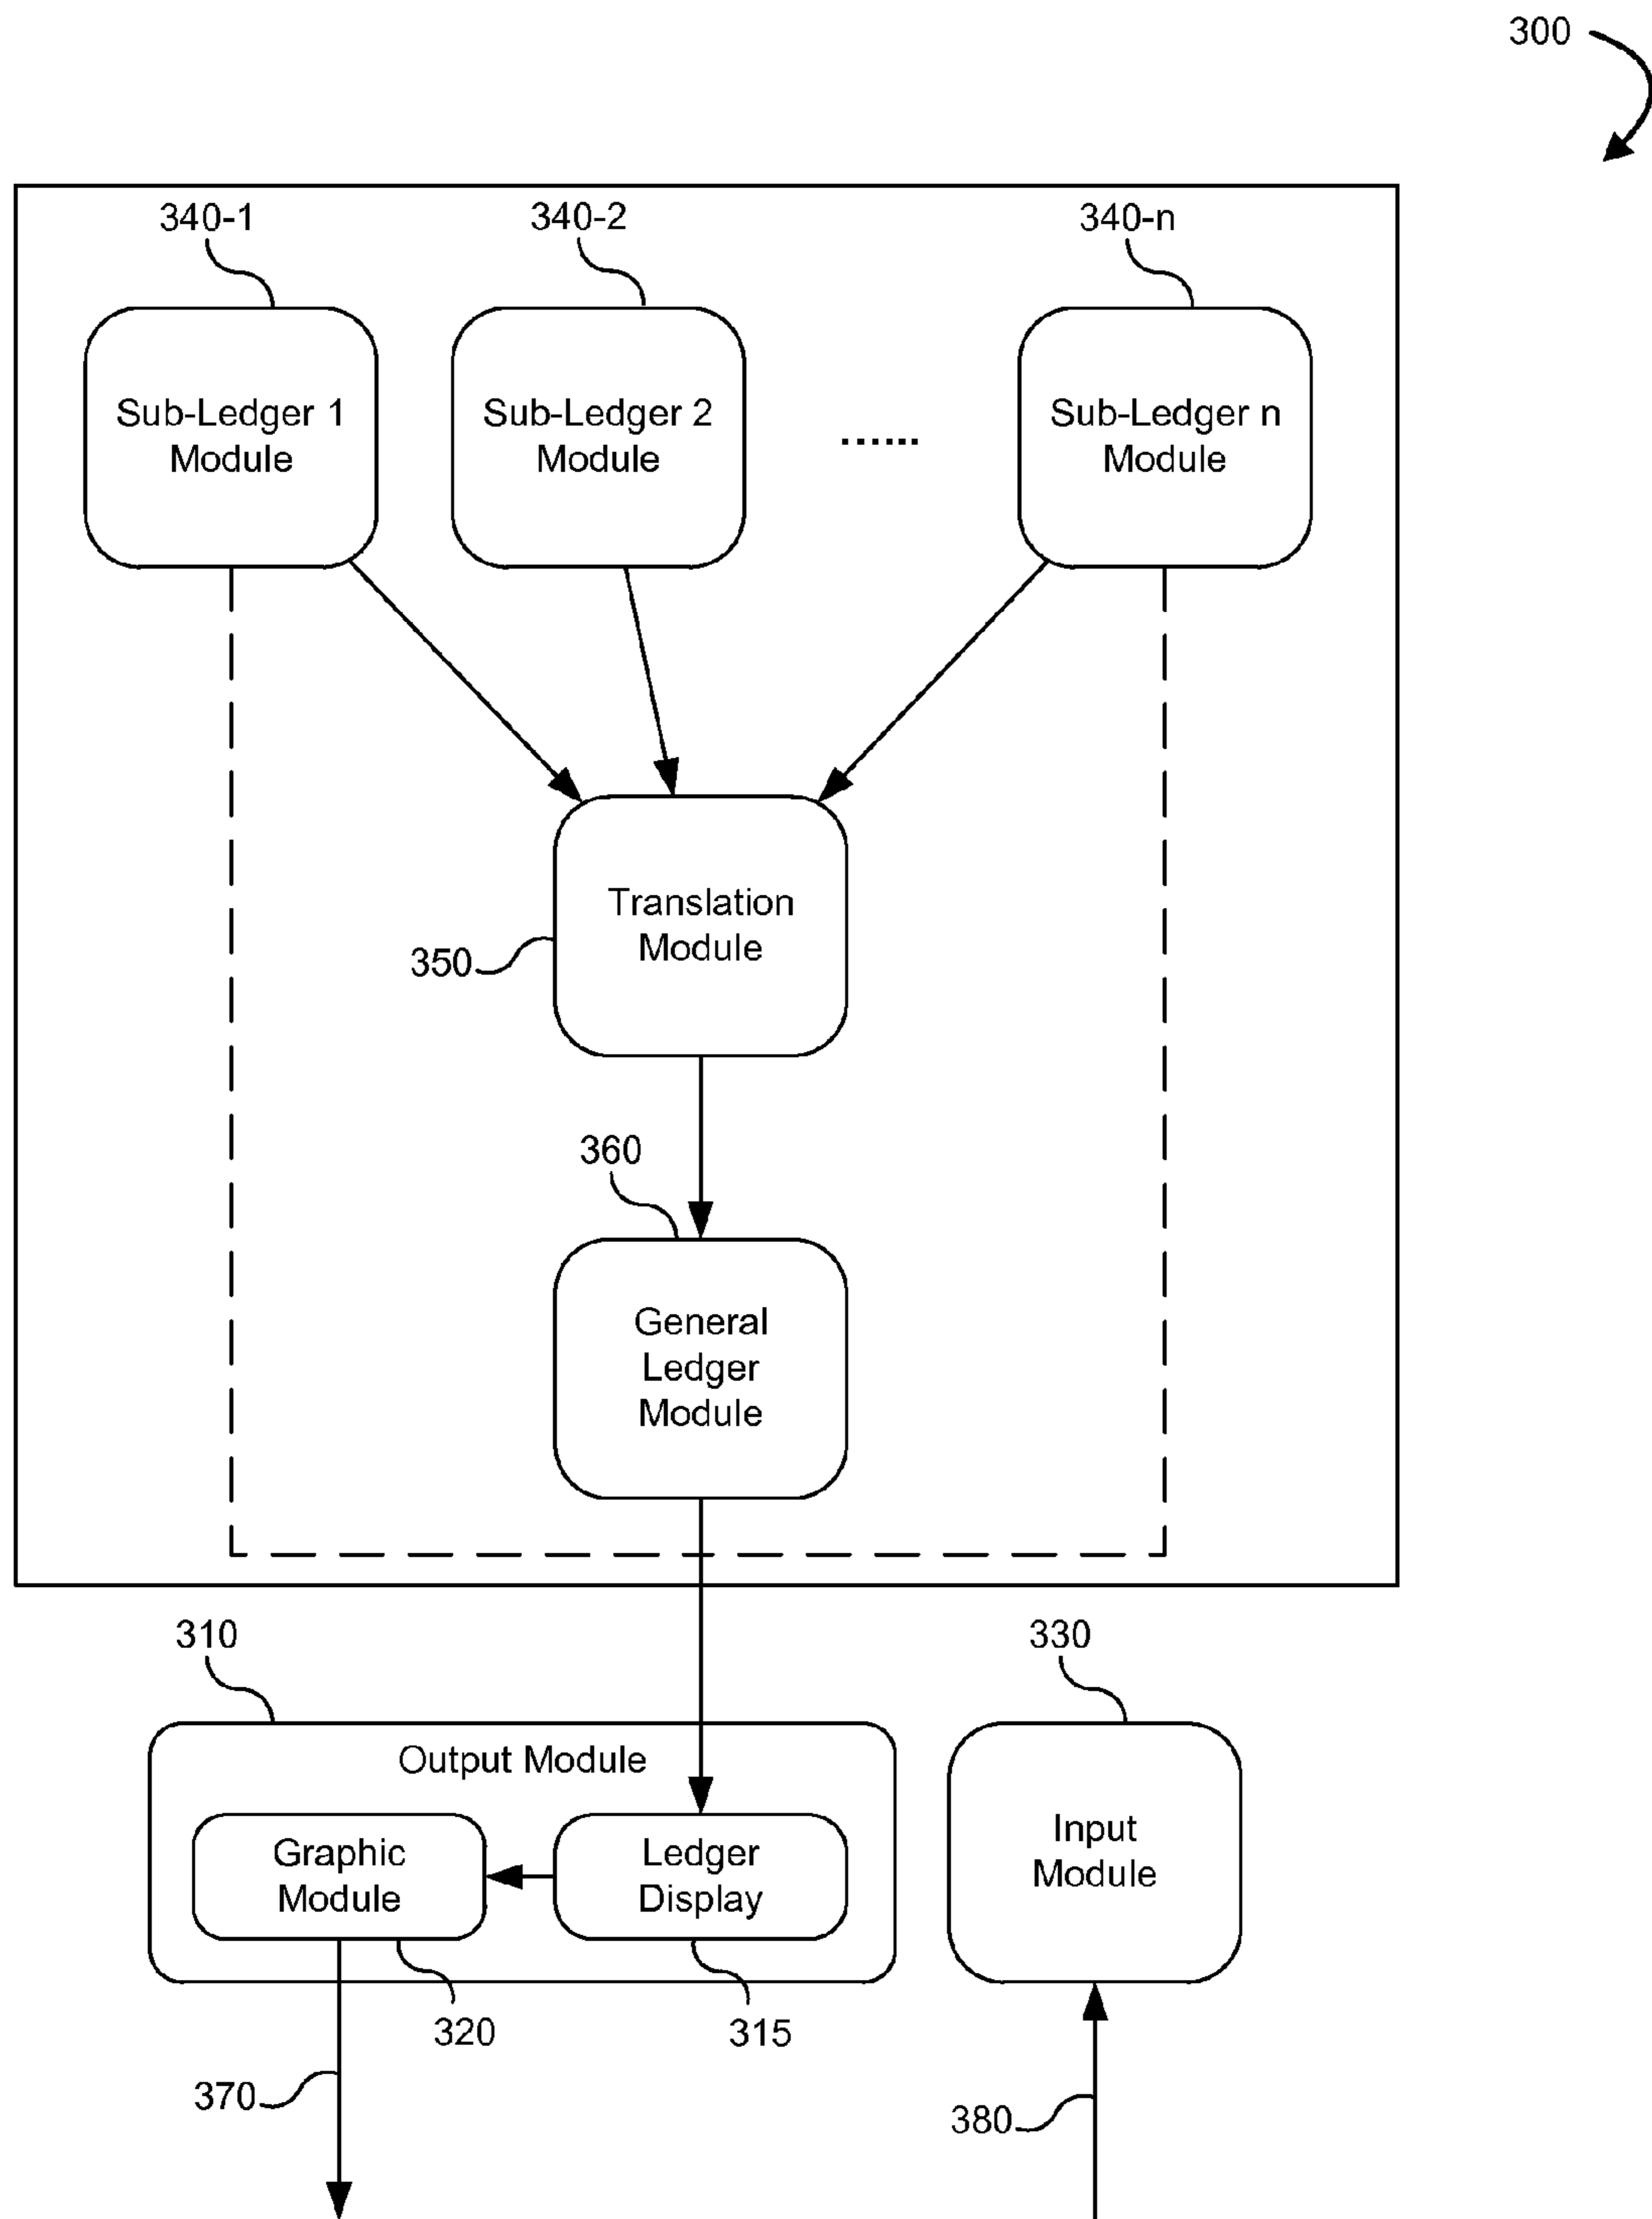 300
340-1
340-2
340-n
Sub-Ledger 1
Module
Sub-Ledger 2
Module
......
Sub-Ledger n
Module
Translation
Module
350
360
General
Ledger
Module
310
330
Output Module
Graphic
Module
Ledger
Display
Input
Module
320
315
370
380